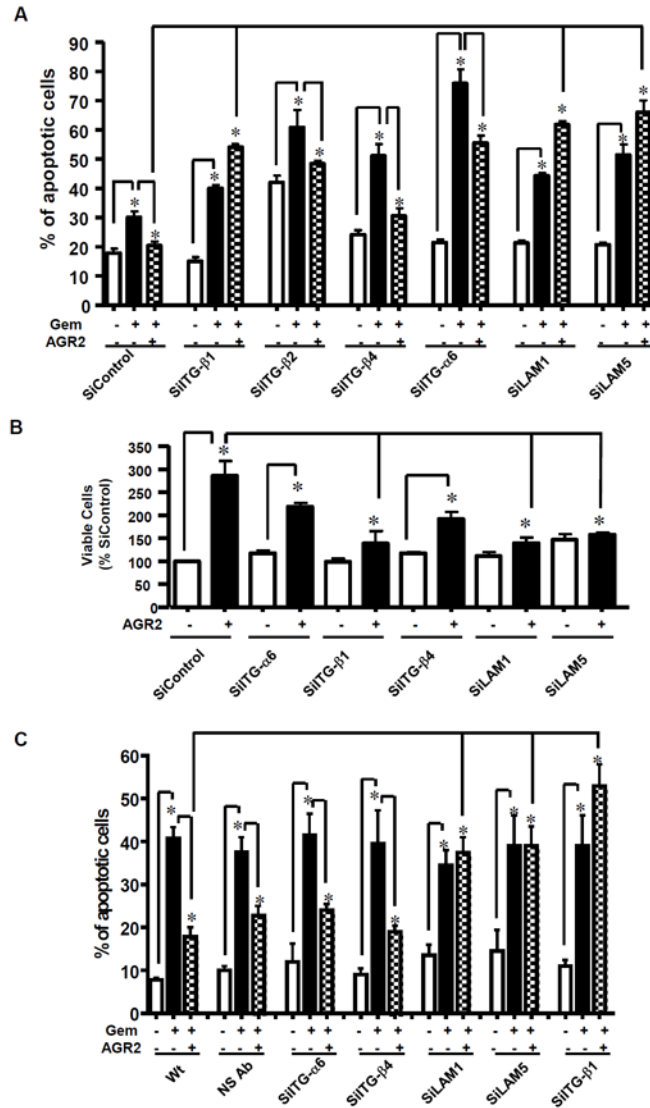 A
% of apoptotic cells
90
80
70
60
50
40
30
20
10
0
* * * * * * * * * * * * * *
Gem - + + - + + - + + - + + - + + - + + - + +
AGR2 - - + - - + - - + - - + - - + - - + - - +
SiControl SiITG-β1 SiITG-β2 SiITG-β4 SiITG-α6 SiLAM1 SiLAM5
B
Viable Cells
(% SiControl)
350
300
250
200
150
100
50
0
* * * * * *
AGR2 - + - + - + - + - + - +
SiControl SiITG-α6 SiITG-β1 SiITG-β4 SiLAM1 SiLAM5
C
% of apoptotic cells
60
50
40
30
20
10
0
* * * * * * * * * * * * * *
Gem - + + - + + - + + - + + - + + - + + - + +
AGR2 - - + - - + - - + - - + - - + - - + - - +
Wt NS Ab SiITG-α6 SiITG-β4 SiLAM1 SiLAM5 SiITG-β1